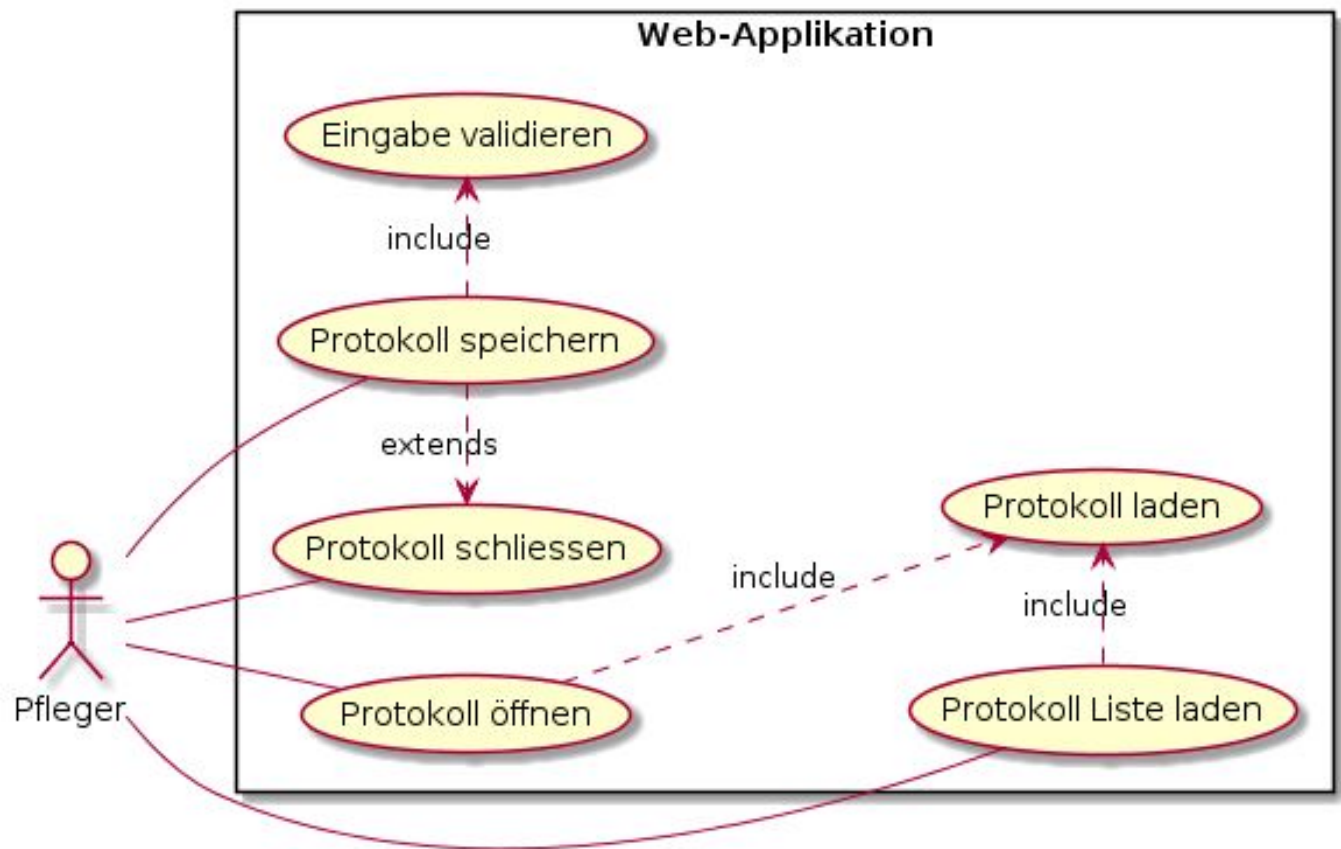 Web-Applikation
Eingabe validieren
include
Protokoll speichern
extends
Protokoll schliessen
Protokoll laden
include
include
Protokoll öffnen
Protokoll Liste laden
Pfleger